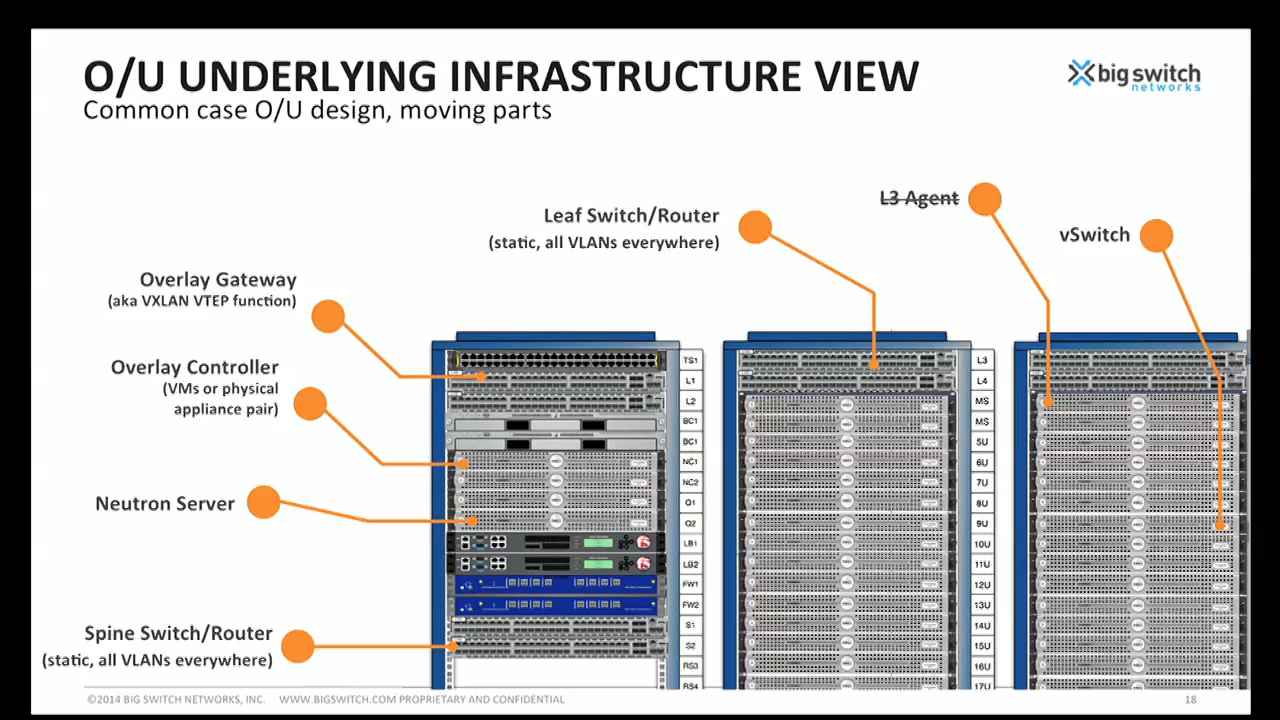 O/U UNDERLYING INFRASTRUCTURE VIEW
Common case O/U design, moving parts
big switch
networks
L3 Agent
Leaf Switch/Router
(static, all VLANs everywhere)
vSwitch
Overlay Gateway
(aka VXLAN VTEP function)
Overlay Controller
(VMs or physical
appliance pair)
Neutron Server
Spine Switch/Router
(static, all VLANs everywhere)
TS1
L1
L2
BC1
BC1
NC1
NC2
Q1
Q2
LB1
LB2
FW1
FW2
S1
S2
RS3
RS4
L3
L4
MS
MS
5U
6U
7U
8U
9U
10U
11U
12U
13U
14U
15U
16U
17U
©2014 BIG SWITCH NETWORKS, INC. WWW.BIGSWITCH.COM PROPRIETARY AND CONFIDENTIAL
18